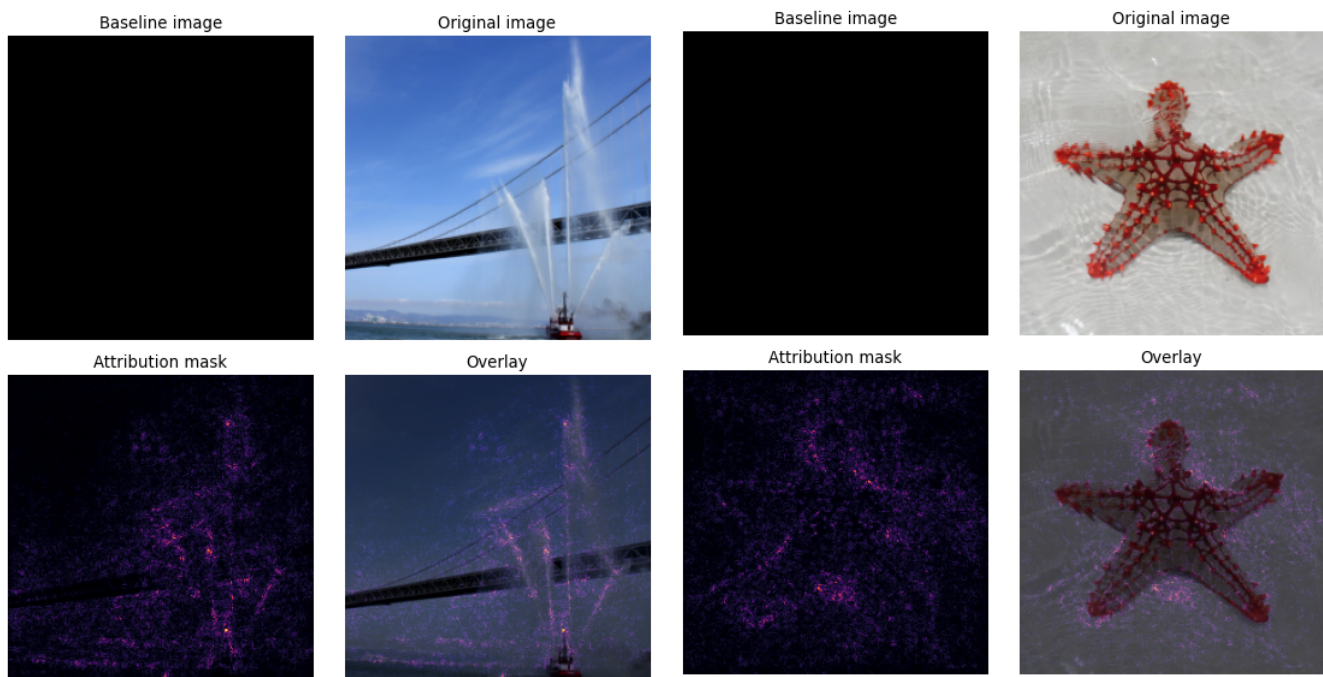 Baseline image
Original image
Baseline image
Original image
Attribution mask
Overlay
Attribution mask
Overlay